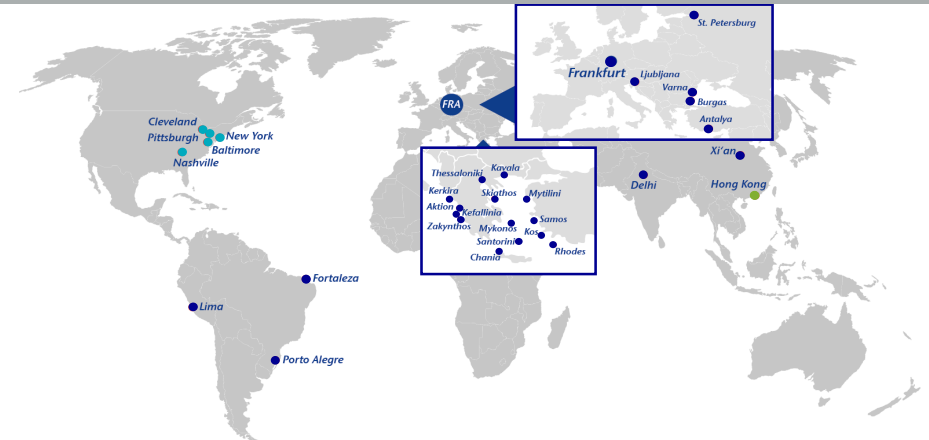 St. Petersburg
Frankfurt
Ljubljana
Varna
Burgas
Antalya
FRA
Cleveland
Pittsburgh
New York
Baltimore
Nashville
Xi'an
Delhi
Hong Kong
Thessaloniki
Kavala
Kerkira
Skiathos
Mytilini
Aktion
Kefallinia
Zakynthos
Mykonos
Samos
Kos
Santorini
Rhodes
Chania
Fortaleza
Lima
Porto Alegre